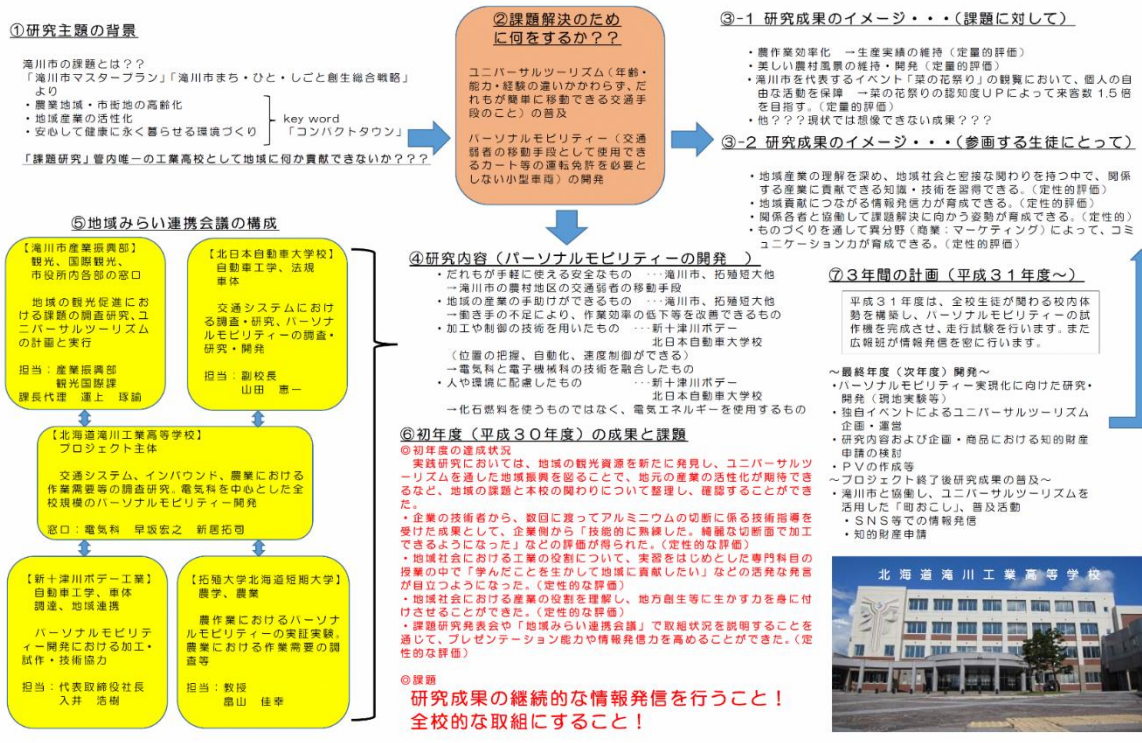 ①研究主題の背景
滝川市の課題とは??
「滝川市マスタープラン」「滝川市まち・ひと・しごと創生総合戦略」
より
・農業地域・市街地の高齢化
・地域産業の活性化
・安心して健康に永く暮らせる環境づくり
key word
「コンパクトタウン」
「課題研究」管内唯一の工業高校として地域に何か貢献できないか???
②課題解決のため
に何をするか??
ユニバーサルツーリズム(年齢・
能力・経験の違いかかわらず、だ
れもが簡単に移動できる交通手
段のこと)の普及
パーソナルモビリティー(交通
弱者の移動手段として使用でき
るカート等の運転免許を必要と
しない小型車両)の開発
③-1 研究成果のイメージ・・・(課題に対して)
・農作業効率化 →生産実績の維持(定量的評価)
・美しい農村風景の維持・開発(定量的評価)
・滝川市を代表するイベント「菜の花祭り」の観覧において、個人の自
由な活動を保障 →菜の花祭りの認知度UPによって来客数1.5倍
を目指す。(定量的評価)
・他???現状では想像できない成果???
③-2 研究成果のイメージ・・・(参画する生徒にとって)
・地域産業の理解を深め、地域社会と密接な関わりを持つ中で、関係
する産業に貢献できる知識・技術を習得できる。(定性的評価)
・地域貢献につながる情報発信力が育成できる。(定性的評価)
・関係各者と協働して課題解決に向かう姿勢が育成できる。(定性的)
・ものづくりを通して異分野(商業:マーケティング)によって、コミ
ュニケーション力が育成できる。(定性的評価)
④研究内容(パーソナルモビリティーの開発 )
・だれもが手軽に使える安全なもの ・・・滝川市、拓殖短大他
→滝川市の農村地区の交通弱者の移動手段
・地域の産業の手助けができるもの ・・・滝川市、拓殖短大他
→働き手の不足により、作業効率の低下等を改善できるもの
・加工や制御の技術を用いたもの ・・・新十津川ボデー
北日本自動車大学校
(位置の把握、自動化、速度制御ができる)
→電気科と電子機械科の技術を融合したもの
・人や環境に配慮したもの ・・・新十津川ボデー
北日本自動車大学校
→化石燃料を使うものではなく、電気エネルギーを使用するもの
⑤地域みらい連携会議の構成
【滝川市産業振興部】
観光、国際観光、
市役所内各部の窓口
地域の観光促進にお
ける課題の調査研究、ユ
ニバーサルツーリズム
の計画と実行
担当:産業振興部
観光国際課
課長代理 運上 琢諭
【北日本自動車大学校】
自動車工学、法規
車体
交通システムにおけ
る調査・研究、パーソナ
ルモビリティーの調査・
研究・開発
担当:副校長
山田 恵一
【北海道滝川工業高等学校】
プロジェクト主体
交通システム、インバウンド、農業における
作業需要等の調査研究。電気科を中心とした全
校規模のパーソナルモビリティー開発
窓口:電気科 早坂宏之 新居拓司
【新十津川ボデー工業】
自動車工学、車体
調達、地域連携
パーソナルモビリテ
ィー開発における加工・
試作・技術協力
担当:代表取締役社長
入井 浩樹
【拓殖大学北海道短期大学】
農学、農業
農作業におけるパーソナ
ルモビリティーの実証実験。
農業における作業需要の調
査等
担当:教授
畠山 佳幸
⑥初年度(平成30年度)の成果と課題
◎初年度の達成状況
実践研究においては、地域の観光資源を新たに発見し、ユニバーサルツ
ーリズムを通した地域振興を図ることで、地元の産業の活性化が期待でき
るなど、地域の課題と本校の関わりについて整理し、確認することができ
た。
・企業の技術者から、数回に渡ってアルミニウムの切断に係る技術指導を
受けた成果として、企業側から「技能的に熟練した。綺麗な切断面で加工
できるようになった」などの評価が得られた。(定性的な評価)
・地域社会における工業の役割について、実習をはじめとした専門科目の
授業の中で「学んだことを生かして地域に貢献したい」などの活発な発言
が目立つようになった。(定性的な評価)
・地域社会における産業の役割を理解し、地方創生等に生かす力を身に付
けさせることができた。(定性的な評価)
・課題研究発表会や「地域みらい連携会議」で取組状況を説明することを
通じて、プレゼンテーション能力や情報発信力を高めることができた。(定
性的な評価)
◎課題
研究成果の継続的な情報発信を行うこと!
全校的な取組にすること!
⑦3年間の計画(平成31年度~)
平成31年度は、全校生徒が関わる校内体
勢を構築し、パーソナルモビリティーの試
作機を完成させ、走行試験を行います。また
広報班が情報発信を密に行います。
~最終年度(次年度)開発~
・パーソナルモビリティー実現化に向けた研究・
開発(現地実験等)
・独自イベントによるユニバーサルツーリズム
企画・運営
・研究内容および企画・商品における知的財産
申請の検討
・PVの作成等
~プロジェクト終了後研究成果の普及~
・滝川市と協働し、ユニバーサルツーリズムを
活用した「町おこし」、普及活動
・SNS等での情報発信
・知的財産申請
北海道滝川工業高等学校